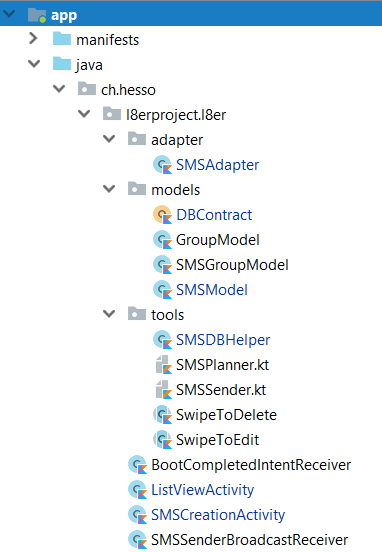 app
manifests
java
ch.hesso
l8erproject.l8er
adapter
SMSAdapter
models
DBContract
GroupModel
SMSGroupModel
SMSModel
tools
SMSDBHelper
SMSPlanner.kt
SMSSender.kt
SwipeToDelete
SwipeToEdit
BootCompletedIntentReceiver
ListViewActivity
SMSCreationActivity
SMSSenderBroadcastReceiver